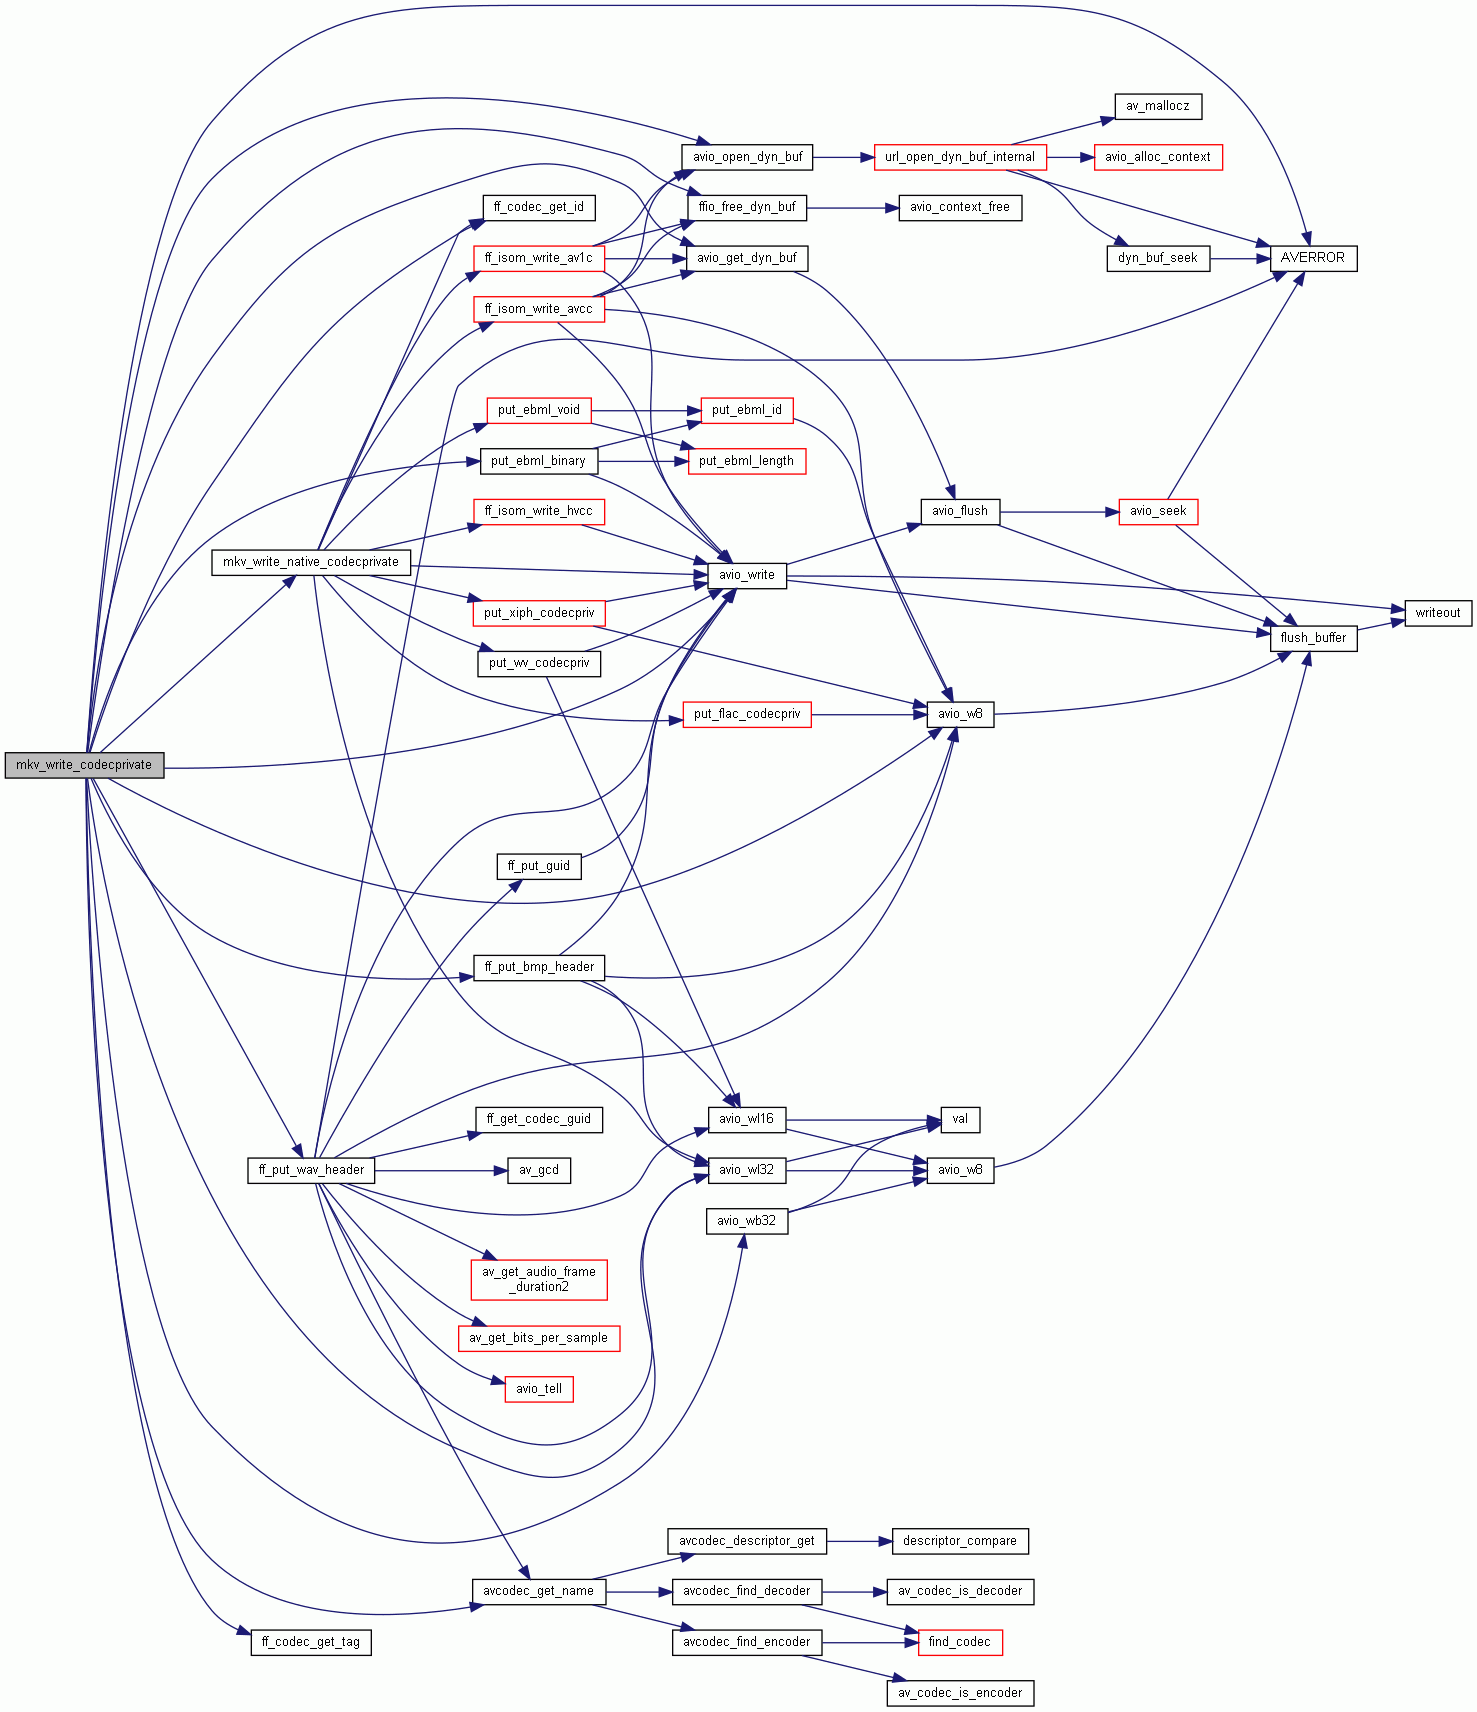 av_mallocz
avio_open_dyn_buf
url_open_dyn_buf_internal
avio_alloc_context
ff_codec_get_id
ffio_free_dyn_buf
avio_context_free
ff_isom_write_av1c
avio_get_dyn_buf
dyn_buf_seek
AVERROR
ff_isom_write_avcc
put_ebml_void
put_ebml_id
put_ebml_binary
put_ebml_length
ff_isom_write_hvcc
avio_flush
avio_seek
mkv_write_native_codecprivate
avio_write
put_xiph_codecpriv
writeout
flush_buffer
put_wv_codecpriv
put_flac_codecpriv
avio_w8
mkv_write_codecprivate
ff_put_guid
ff_put_bmp_header
ff_get_codec_guid
avio_wl16
val
ff_put_wav_header
av_gcd
avio_wl32
avio_w8
avio_wb32
av_get_audio_frame
_duration2
av_get_bits_per_sample
avio_tell
avcodec_descriptor_get
descriptor_compare
avcodec_get_name
avcodec_find_decoder
av_codec_is_decoder
ff_codec_get_tag
avcodec_find_encoder
find_codec
av_codec_is_encoder